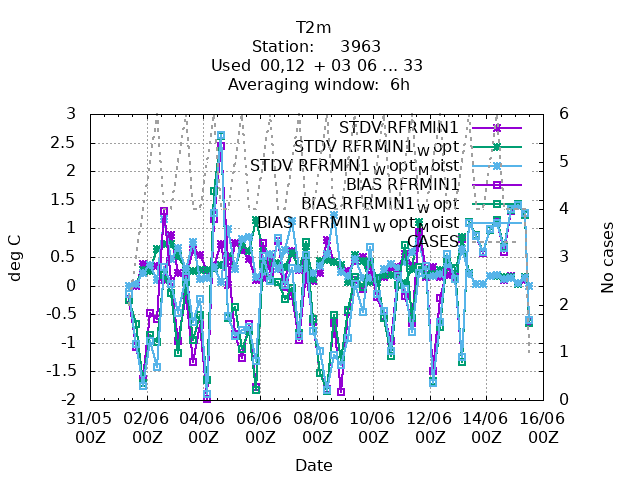 T2m
Station: 3963
Used 00,12 + 03 06 ... 33
Averaging window: 6h
3
2.5
2
1.5
1
0.5
0
-0.5
-1
-1.5
-2
deg C
6
5
4
3
2
1
0
No cases
STDV RFRMIN1
STDV RFRMIN1_W opt
STDV RFRMIN1_W opt_M oist
BIAS RFRMIN1
BIAS RFRMIN1_W opt
BIAS RFRMIN1_W opt_M oist
CASES
31/05 02/06 04/06 06/06 08/06 10/06 12/06 14/06 16/06
00Z 00Z 00Z 00Z 00Z 00Z 00Z 00Z 00Z
Date